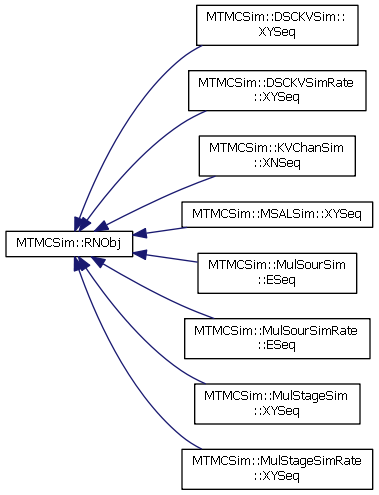 MTMCSim::DSCKVSim::
XYSeq
MTMCSim::DSCKVSimRate
::XYSeq
MTMCSim::KVChanSim
::XNSeq
MTMCSim::MSALSim::XYSeq
MTMCSim::RNObj
MTMCSim::MulSourSim
::ESeq
MTMCSim::MulSourSimRate
::ESeq
MTMCSim::MulStageSim
::XYSeq
MTMCSim::MulStageSimRate
::XYSeq